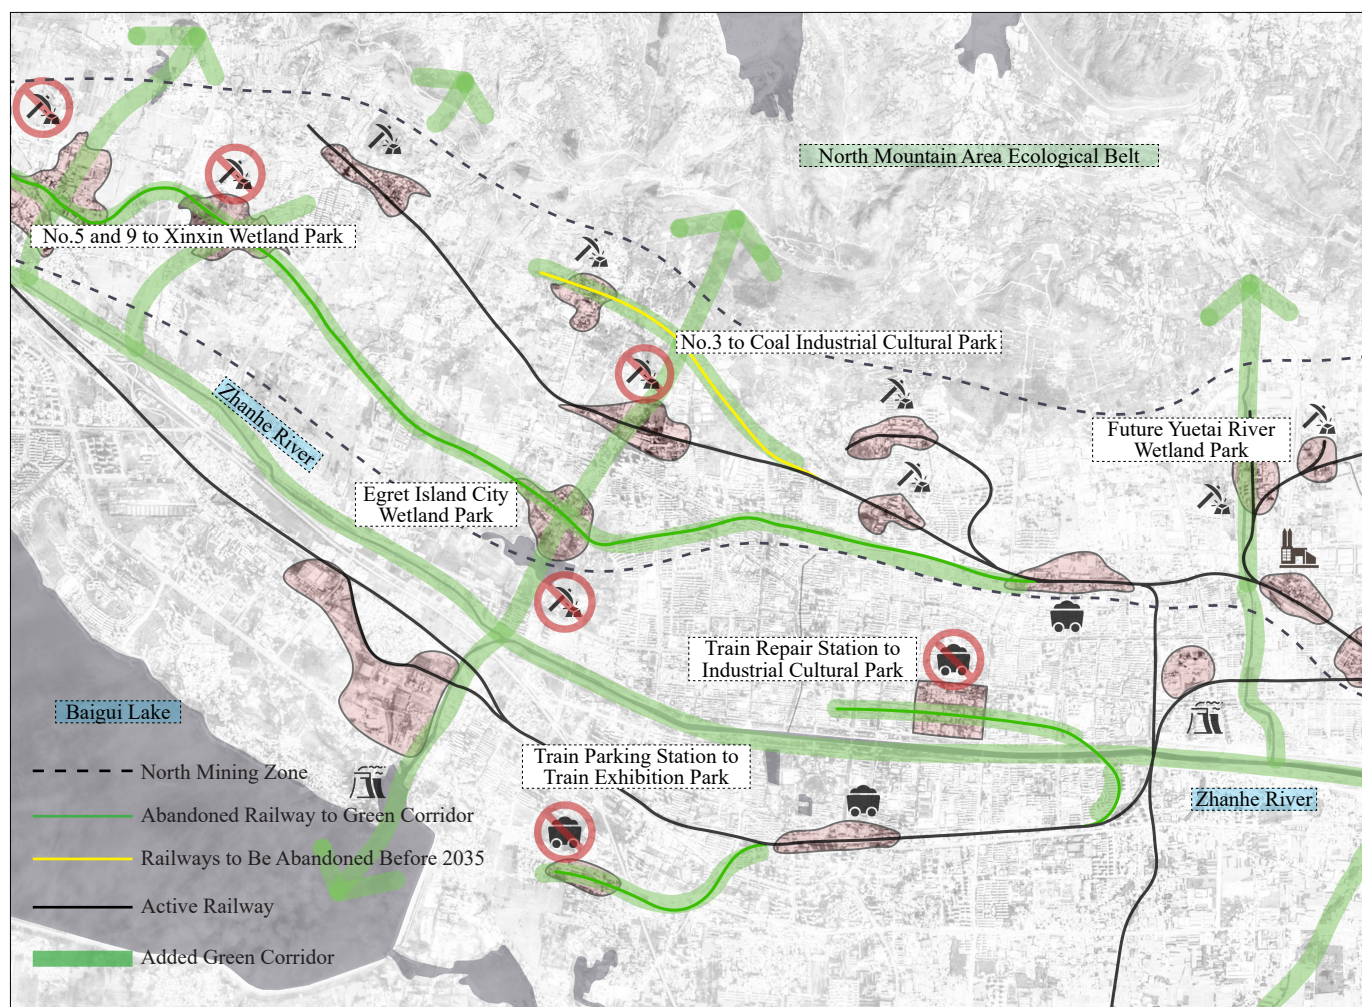 North Mountain Area Ecological Belt
No.5 and 9 to Xinxin Wetland Park
No.3 to Coal Industrial Cultural Park
Zhanhe River
Future Yuetai River
Wetland Park
Egret Island City
Wetland Park
Train Repair Station to
Industrial Cultural Park
Baigui Lake
Train Parking Station to
Train Exhibition Park
Zhanhe River
North Mining Zone
Abandoned Railway to Green Corridor
Railways to Be Abandoned Before 2035
Active Railway
Added Green Corridor